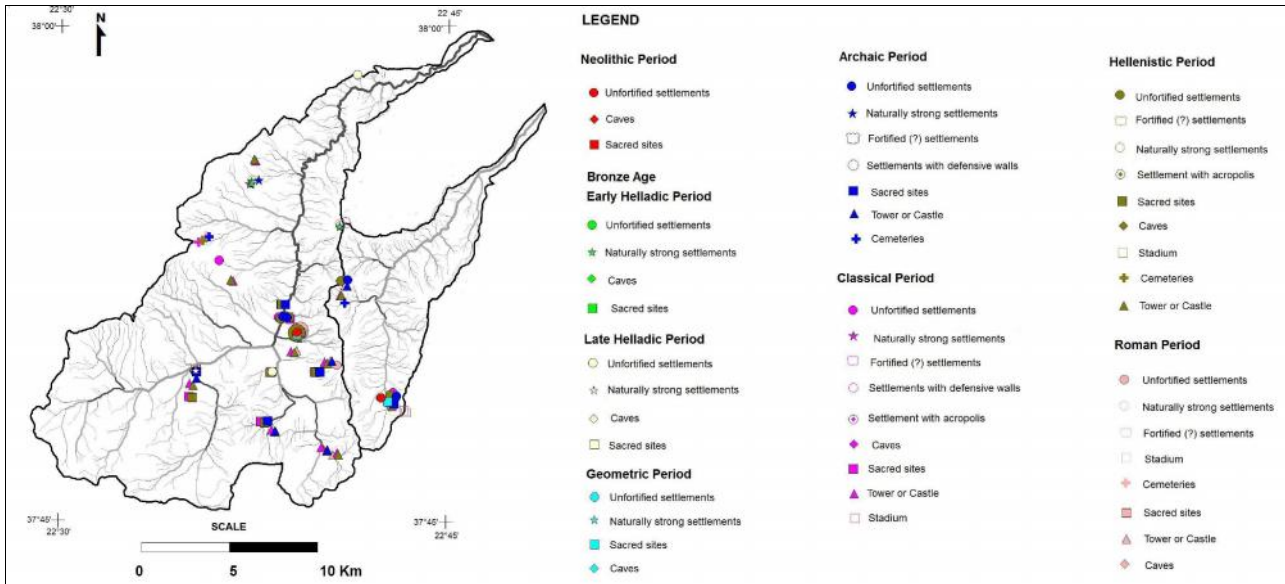 22 30
38 00
N
22 45
38 00
37 45
22 30
37 45
22 45
SCALE
0 5 10 Km
LEGEND
Neolithic Period
Unfortified settlements
Caves
Sacred sites
Bronze Age
Early Helladic Period
Unfortified settlements
Naturally strong settlements
Caves
Sacred sites
Late Helladic Period
Unfortified settlements
Naturally strong settlements
Caves
Sacred sites
Geometric Period
Unfortified settlements
Naturally strong settlements
Sacred sites
Caves
Archaic Period
Unfortified settlements
Naturally strong settlements
Fortified (?) settlements
Settlements with defensive walls
Sacred sites
Tower or Castle
Cemeteries
Classical Period
Unfortified settlements
Naturally strong settlements
Fortified (?) settlements
Settlements with defensive walls
Settlement with acropolis
Caves
Sacred sites
Tower or Castle
Stadium
Hellenistic Period
Unfortified settlements
Fortified (?) settlements
Naturally strong settlements
Settlement with acropolis
Sacred sites
Caves
Stadium
Cemeteries
Tower or Castle
Roman Period
Unfortified settlements
Naturally strong settlements
Fortified (?) settlements
Stadium
Cemeteries
Sacred sites
Tower or Castle
Caves